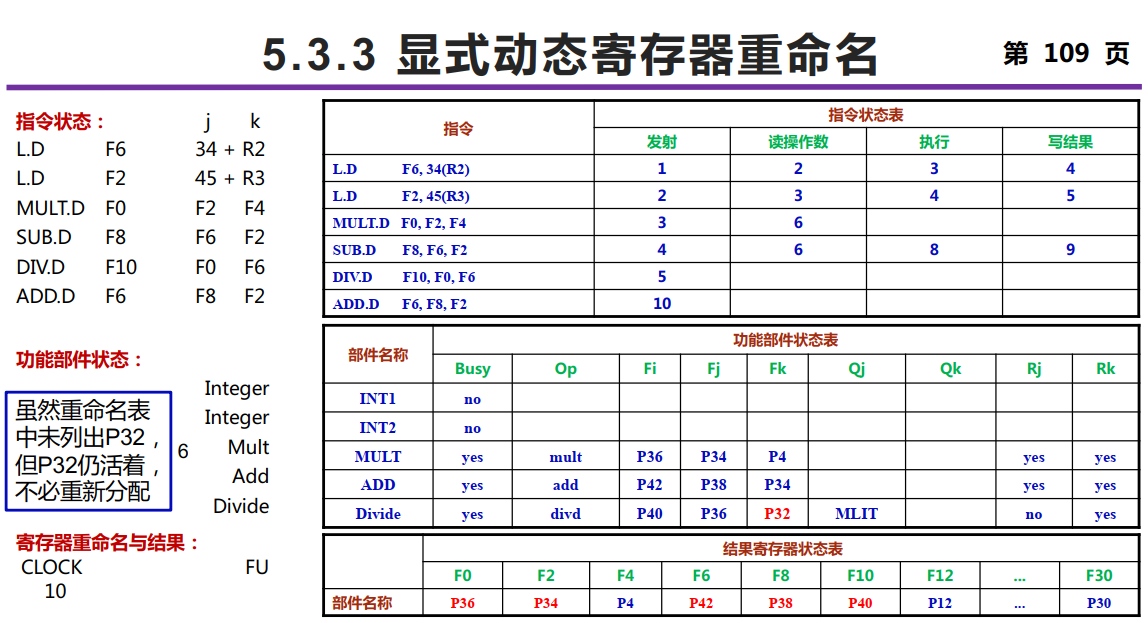 5.3.3 显式动态寄存器重命名
第 109 页
指令状态： j k
L.D F6 34 + R2
L.D F2 45 + R3
MULT.D F0 F2 F4
SUB.D F8 F6 F2
DIV.D F10 F0 F6
ADD.D F6 F8 F2
功能部件状态：
Integer
Integer
6 Mult
Add
Divide
虽然重命名表
中未列出P32，
但P32仍活着，
不必重新分配
寄存器重命名与结果：
CLOCK FU
10
指令 指令状态表
发射 读操作数 执行 写结果
L.D F6, 34(R2) 1 2 3 4
L.D F2, 45(R3) 2 3 4 5
MULT.D F0, F2, F4 3 6
SUB.D F8, F6, F2 4 6 8 9
DIV.D F10, F0, F6 5
ADD.D F6, F8, F2 10
部件名称 功能部件状态表
Busy Op Fi Fj Fk Qj Qk Rj Rk
INT1 no
INT2 no
MULT yes mult P36 P34 P4 yes yes
ADD yes add P42 P38 P34 yes yes
Divide yes divd P40 P36 P32 MLIT no yes
结果寄存器状态表
F0 F2 F4 F6 F8 F10 F12 ... F30
部件名称 P36 P34 P4 P42 P38 P40 P12 ... P30